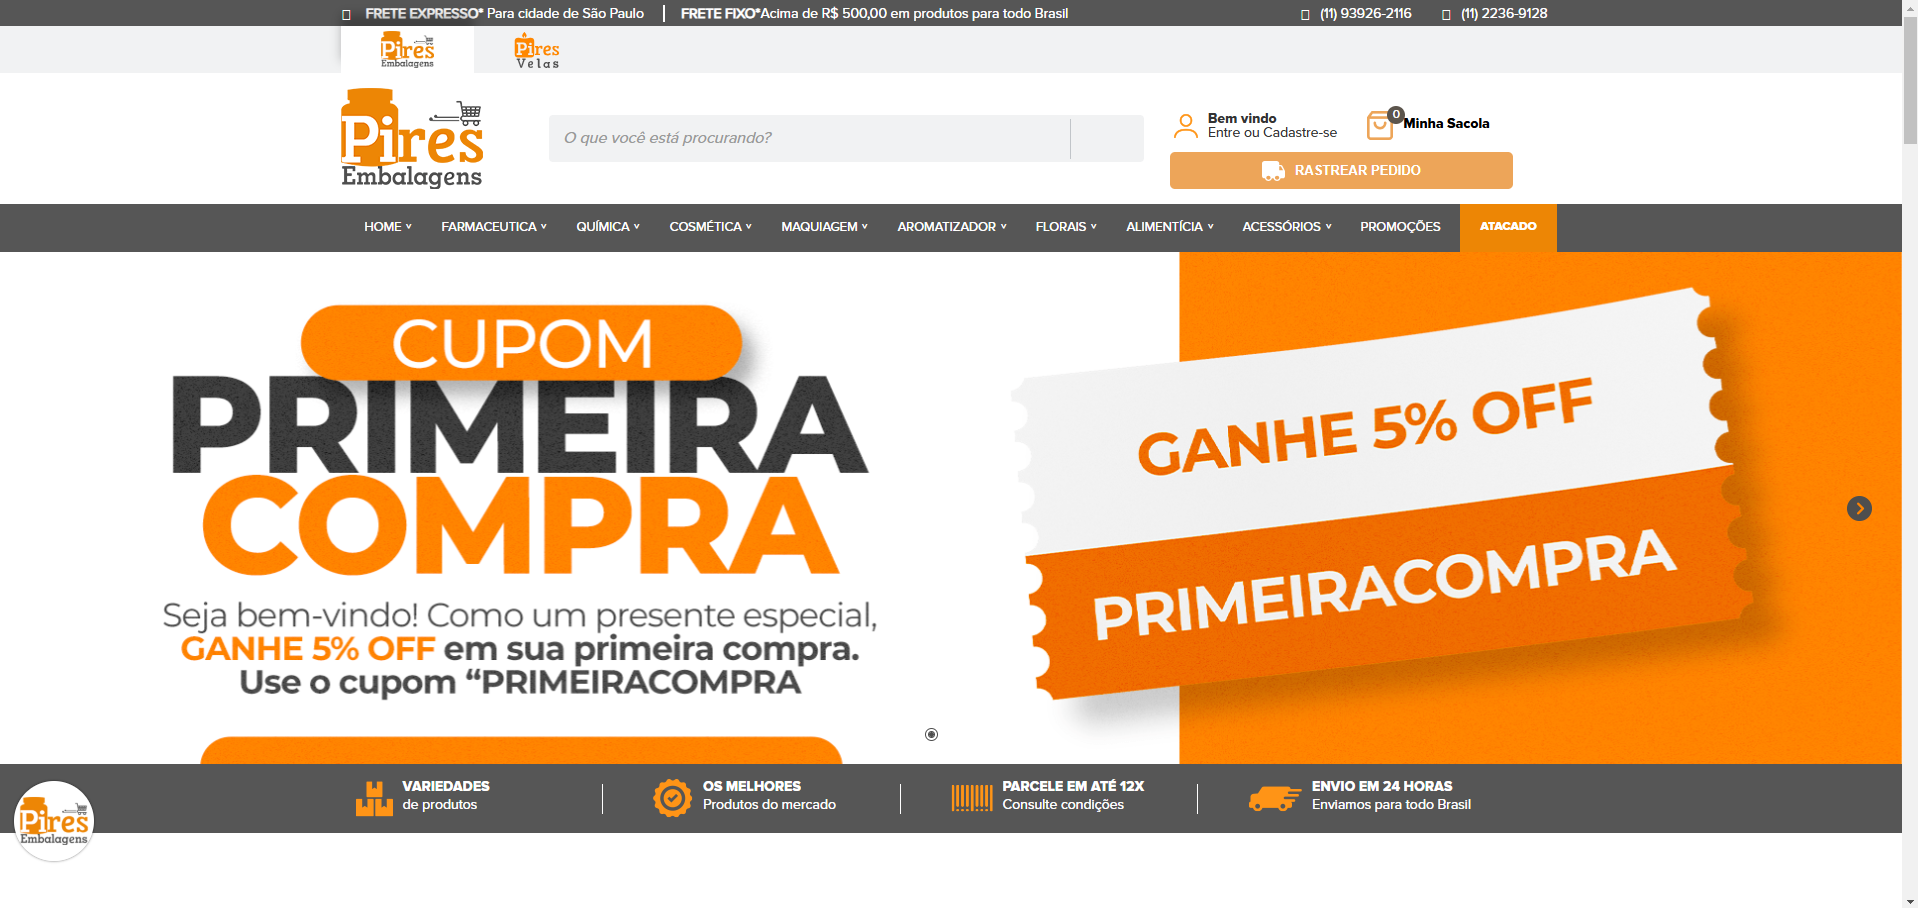 FRETE EXPRESSO* Para cidade de São Paulo
FRETE FIXO*Acima de R$ 500,00 em produtos para todo Brasil
(11) 93926-2116
(11) 2236-9128
Pires
Embalagens
Pires
Velas
Pires
Embalagens
O que você está procurando?
Bem vindo
Entre ou Cadastre-se
0
Minha Sacola
RASTREAR PEDIDO
HOME
FARMACEUTICA
QUÍMICA
COSMÉTICA
MAQUIAGEM
AROMATIZADOR
FLORAIS
ALIMENTÍCIA
ACESSÓRIOS
PROMOÇÕES
ATACADO
CUPOM
PRIMEIRA
COMPRA
Seja bem-vindo! Como um presente especial,
GANHE 5% OFF em sua primeira compra.
Use o cupom “PRIMEIRACOMPRA
GANHE 5% OFF
PRIMEIRACOMPRA
VARIEDADES
de produtos
OS MELHORES
Produtos do mercado
PARCELE EM ATÉ 12X
Consulte condições
ENVIO EM 24 HORAS
Enviamos para todo Brasil
Pires
Embalagens